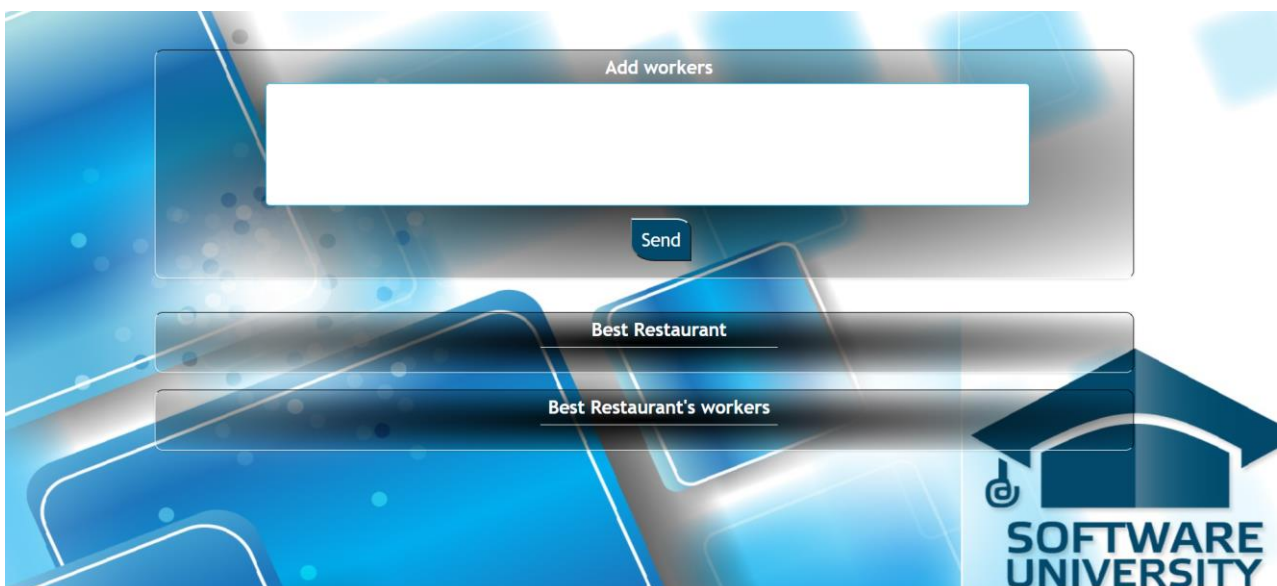 Add workers
Send
Best Restaurant
Best Restaurant's workers
SOFTWARE
UNIVERSITY